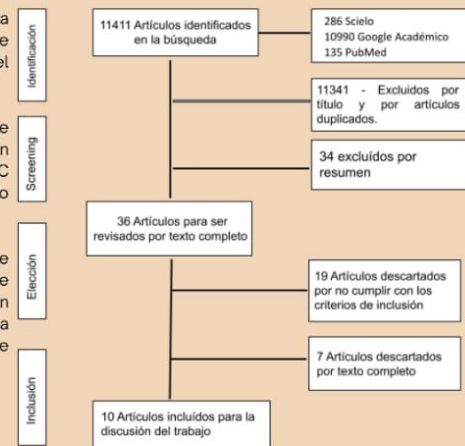 a
e
el
e
n
C
o
e
e
n
a
e
Identificación
Screening
Elección
Inclusión
11411 Artículos identificados
en la búsqueda
286 Scielo
10990 Google Académico
135 PubMed
11341 - Excluidos por
título y por artículos
duplicados.
34 excluídos por
resumen
36 Artículos para ser
revisados por texto completo
19 Artículos descartados
por no cumplir con los
criterios de inclusión
7 Artículos descartados
por texto completo
10 Artículos incluídos para la
discusión del trabajo